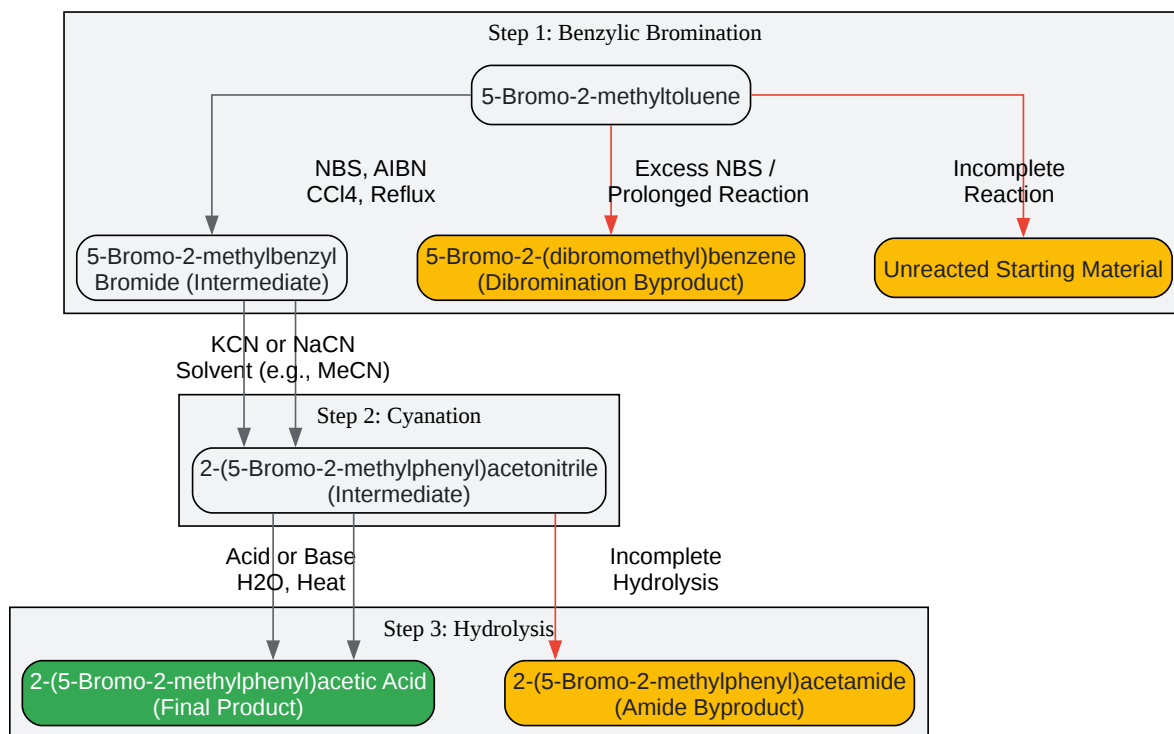 Step 1: Benzylic Bromination
5-Bromo-2-methyltoluene
NBS, AIBN
CCl4, Reflux
Excess NBS /
Prolonged Reaction
Incomplete
Reaction
5-Bromo-2-methylbenzyl
Bromide (Intermediate)
5-Bromo-2-(dibromomethyl)benzene
(Dibromination Byproduct)
Unreacted Starting Material
KCN or NaCN
Solvent (e.g., MeCN)
Step 2: Cyanation
2-(5-Bromo-2-methylphenyl)acetonitrile
(Intermediate)
Acid or Base
H2O, Heat
Incomplete
Hydrolysis
Step 3: Hydrolysis
2-(5-Bromo-2-methylphenyl)acetic Acid
(Final Product)
2-(5-Bromo-2-methylphenyl)acetamide
(Amide Byproduct)